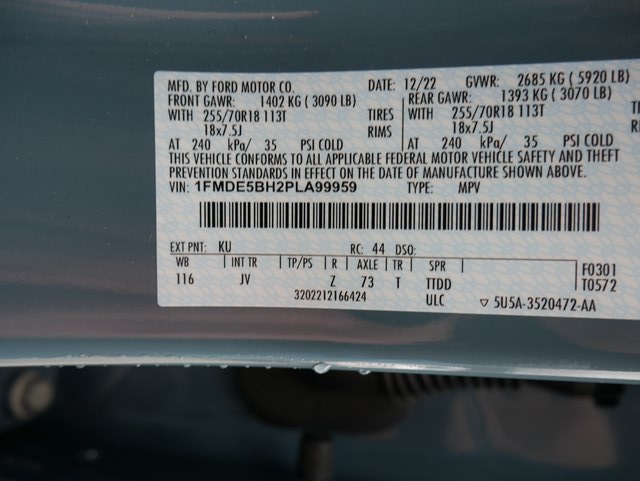 MFD. BY FORD MOTOR CO. DATE: 12/22 GVWR: 2685 KG ( 5920 LB)
FRONT GAWR: 1402 KG ( 3090 LB) REAR GAWR: 1393 KG ( 3070 LB)
WITH 255/70R18 113T TIRES WITH 255/70R18 113T
18x7.5J RIMS 18x7.5J
AT 240 kPa/ 35 PSI COLD AT 240 kPa/ 35 PSI COLD
THIS VEHICLE CONFORMS TO ALL APPLICABLE FEDERAL MOTOR VEHICLE SAFETY AND THEFT
PREVENTION STANDARDS IN EFFECT ON THE DATE OF MANUFACTURE SHOWN ABOVE.
VIN: 1FMDE5BH2PLA99959 TYPE: MPV
EXT PNT: KU RC: 44 DSO:
WB INT TR TP/PS R AXLE TR SPR F0301
116 JV Z 73 T TTDD T0572
3202212166424 ULC ▽ 5U5A-3520472-AA